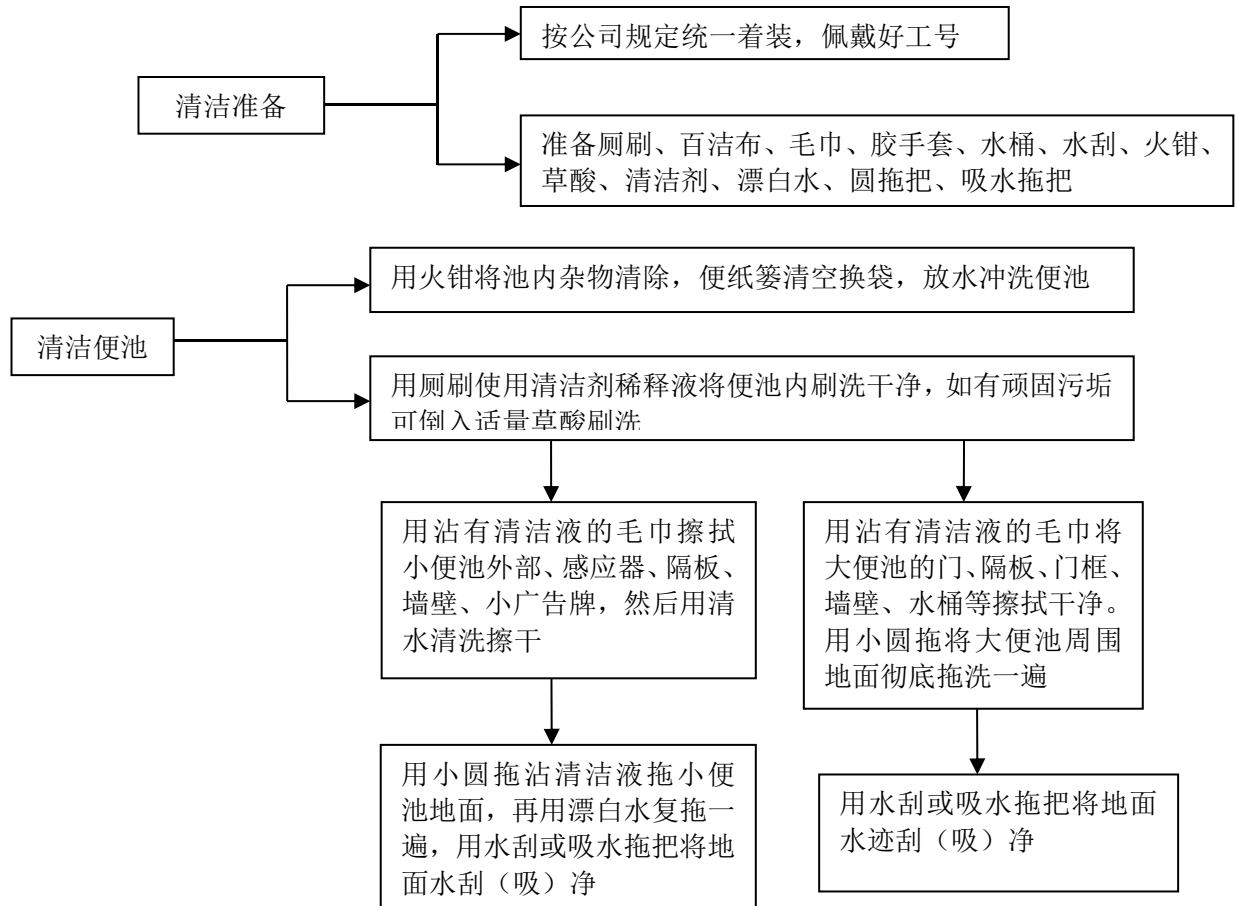 按公司规定统一着装，佩戴好工号
清洁准备
准备厕刷、百洁布、毛巾、胶手套、水桶、水刮、火钳、
草酸、清洁剂、漂白水、圆拖把、吸水拖把
用火钳将池内杂物清除，便纸篓清空换袋，放水冲洗便池
清洁便池
用厕刷使用清洁剂稀释液将便池内刷洗干净，如有顽固污垢
可倒入适量草酸刷洗
用沾有清洁液的毛巾擦拭
小便池外部、感应器、隔板、
墙壁、小广告牌，然后用清
水清洗擦干
用沾有清洁液的毛巾将
大便池的门、隔板、门框、
墙壁、水桶等擦拭干净。
用小圆拖将大便池周围
地面彻底拖洗一遍
用小圆拖沾清洁液拖小便
池地面，再用漂白水复拖一
遍，用水刮或吸水拖把将地
面水刮（吸）净
用水刮或吸水拖把将地面
水迹刮（吸）净